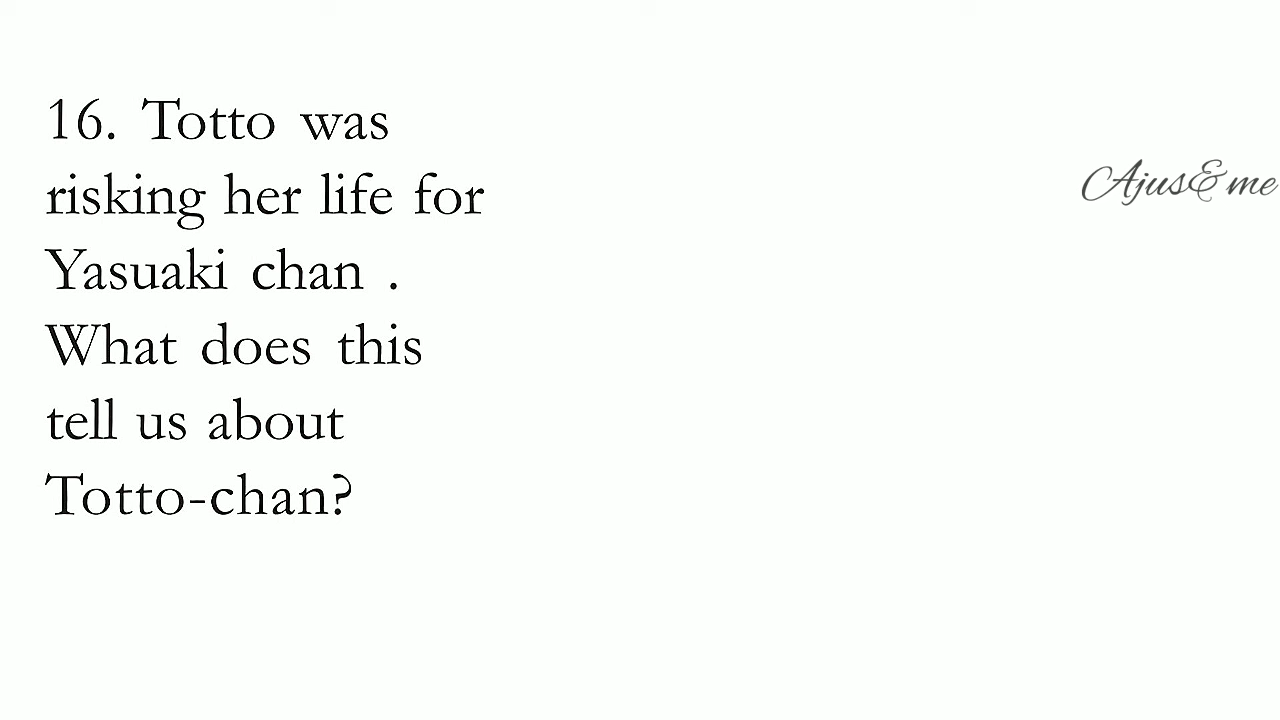 16. Totto was
risking her life for
Yasuaki chan .
What does this
tell us about
Totto-chan?
Ajus& me